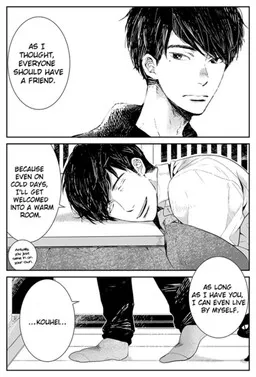 AS I
THOUGHT,
EVERYONE
SHOULD HAVE
A FRIEND.
BECAUSE
EVEN ON
COLD DAYS,
I'LL GET
WELCOMED
INTO A WARM
ROOM.
AS LONG
AS I HAVE YOU,
I CAN EVEN LIVE
BY MYSELF.
...KOUHEI...